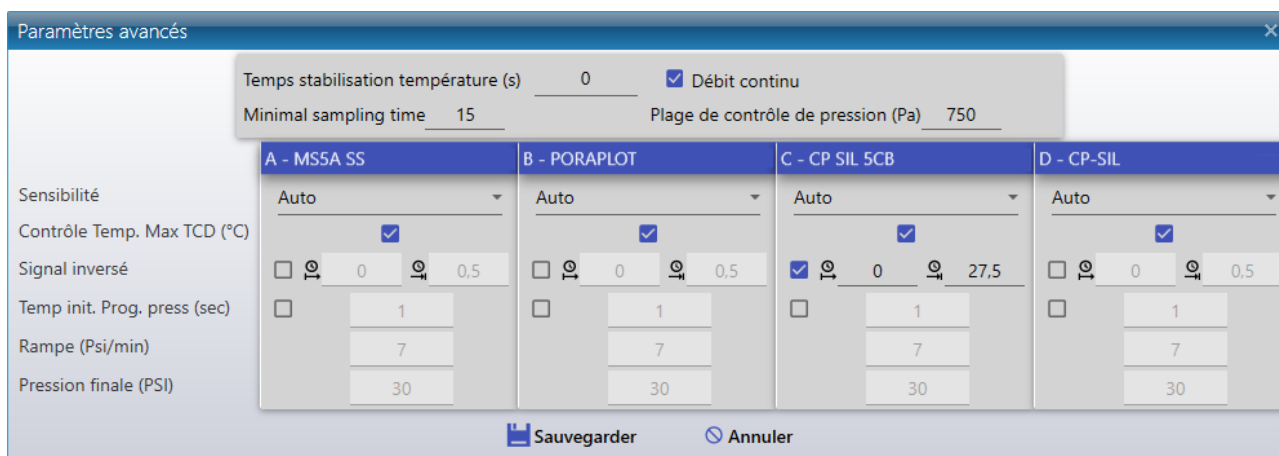 Paramètres avancés
Temps stabilisation température (s) 0 Débit continu
Minimal sampling time 15 Plage de contrôle de pression (Pa) 750
A - MS5A SS B - PORAPLOT C - CP SIL 5CB D - CP-SIL
Sensibilité Auto Auto Auto Auto
Contrôle Temp. Max TCD (°C)
Signal inversé 0 0,5 0 0,5 0 27,5 0 0,5
Temp init. Prog. press (sec) 1 1 1 1
Rampe (Psi/min) 7 7 7 7
Pression finale (PSI) 30 30 30 30
Sauvegarder Annuler